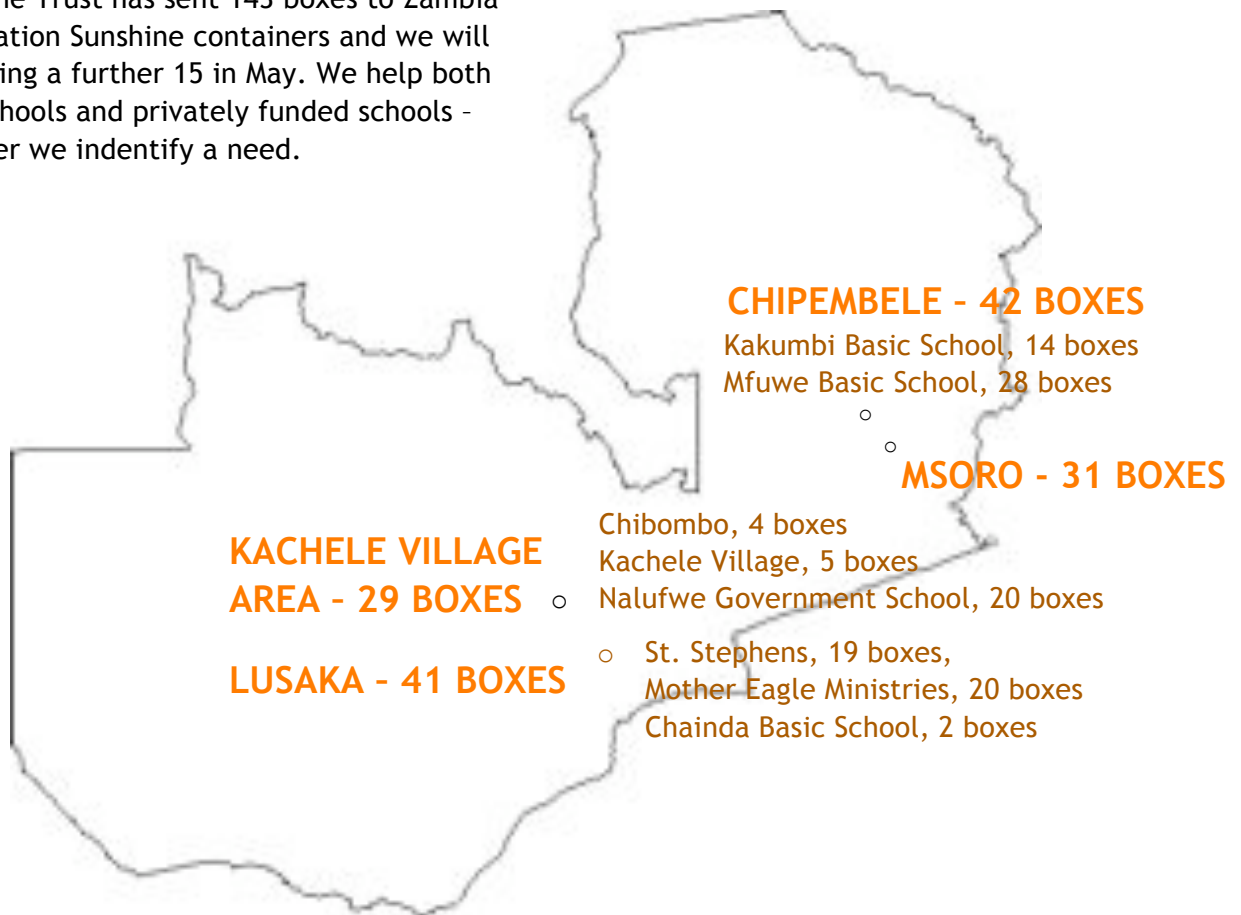 he Trust has sent 143 boxes to Zambia
ation Sunshine containers and we will
ing a further 15 in May. We help both
hools and privately funded schools –
er we indentify a need.
CHIPEMBELE – 42 BOXES
Kakumbi Basic School, 14 boxes
Mfuwe Basic School, 28 boxes
MSORO - 31 BOXES
KACHELE VILLAGE
AREA – 29 BOXES
Chibombo, 4 boxes
Kachele Village, 5 boxes
Nalufwe Government School, 20 boxes
LUSAKA – 41 BOXES
St. Stephens, 19 boxes,
Mother Eagle Ministries, 20 boxes
Chainda Basic School, 2 boxes